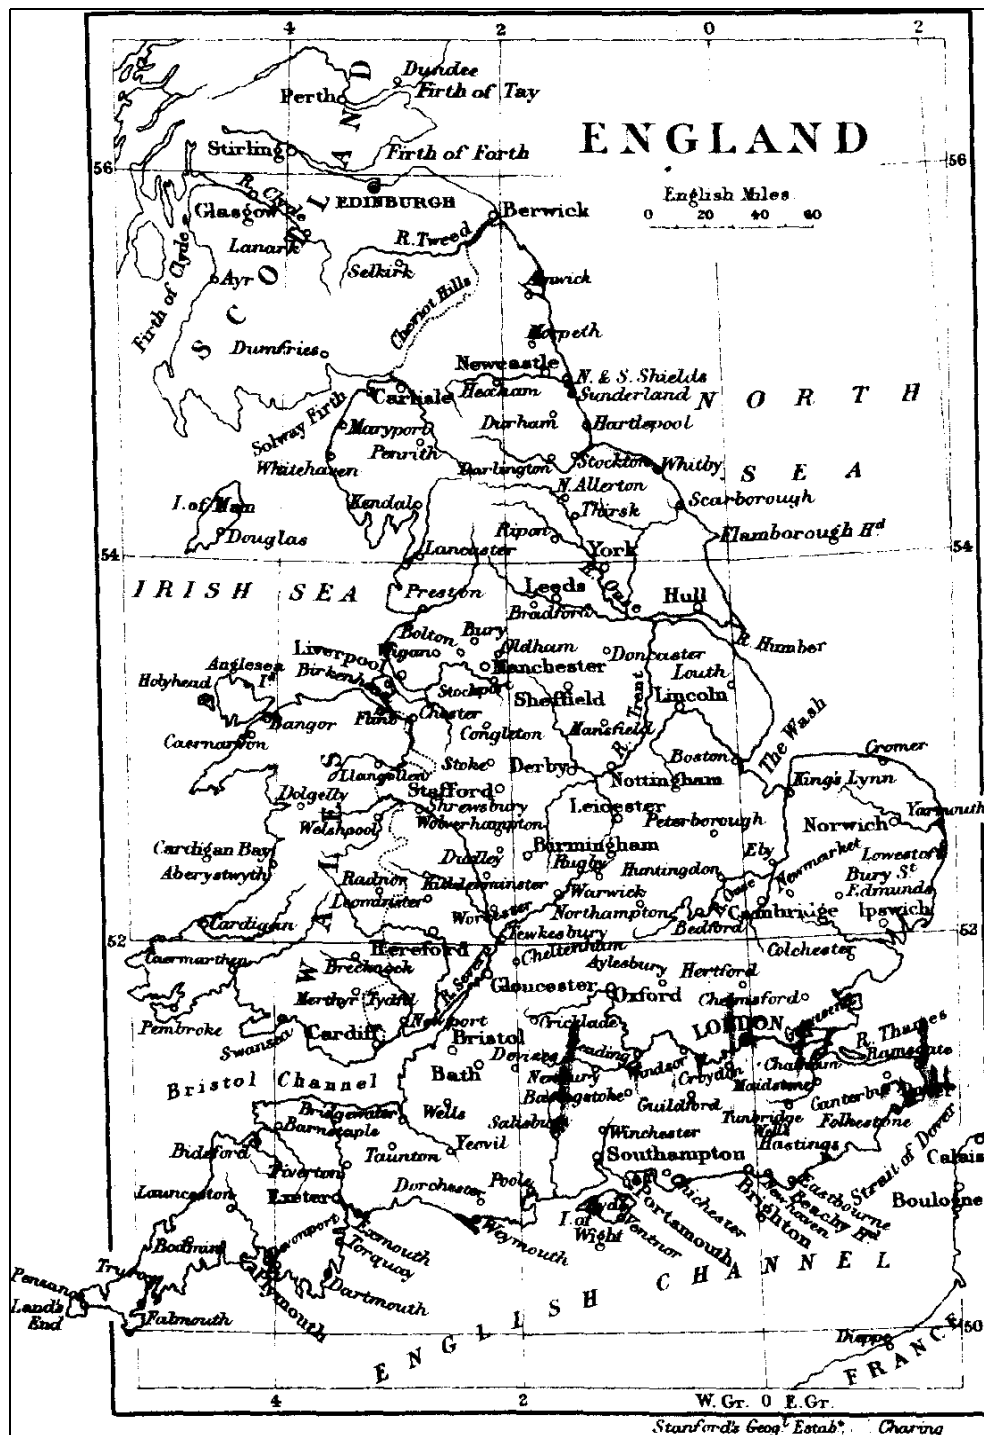 4 2 0 2
Dundee
Perth
Firth of Tay
ENGLAND
Stirling
Firth of Forth
56 56
English Miles
0 20 40 60
R. Clyde
EDINBURGH
Glasgow
Berwick
R. Tweed
Lanark
Selkirk
SCOTLAND
Ayr
Firth of Clyde
Cheviot Hills
Morpeth
Dumfries
Newcastle
N. & S. Shields
Hexham
Sunderland
NORTH
Carlisle
Solway Firth
Maryport
Durham
Hartlepool
Penrith
Whitehaven
Darlington
Stockton
Whitby
SEA
N. Allerton
I. of Man
Kendal
Thirsk
Scarborough
Ripon
Flamborough Hd
Douglas
York
54 54
Lancaster
IRISH SEA
Leeds
R. Ouse
Preston
Bradford
Hull
Bury
Bolton
Oldham
R. Humber
Wigan
Liverpool
Manchester
Doncaster
Birkenhead
Louth
Anglesea
Id
Stockport
Sheffield
Lincoln
Holyhead
R. Trent
Flint
Chester
Bangor
Congleton
Mansfield
The Wash
Caernarvon
Cromer
Stoke
Derby
Boston
Llangollen
Nottingham
King's Lynn
Stafford
Dolgelly
Shrewsbury
Leicester
Wolverhampton
Peterborough
Norwich
Yarmouth
Welshpool
Cardigan Bay
Birmingham
Dudley
Rugby
Ely
Newmarket
Lowestoft
Aberystwyth
Huntingdon
Bury St
Edmunds
Radnor
Kidderminster
Warwick
R. Ouse
Leominster
Worcester
Northampton
Cambridge
Ipswich
WALES
Cardigan
Bedford
Tewkesbury
52 52
Hereford
Cheltenham
Colchester
Caermarthen
Brecknock
Aylesbury
Hertford
R. Severn
Gloucester
Merthyr Tydfil
Oxford
Chelmsford
Pembroke
Swansea
Cardiff
Newport
Cricklade
LONDON
Gravesend
R. Thames
Bristol
Devizes
Reading
Windsor
Chatham
Ramsgate
Bristol Channel
Bath
Newbury
Croydon
Maidstone
Canterbury
Basingstoke
Guildford
Dover
Wells
Bridgewater
Salisbury
Tunbridge
Wells
Folkestone
Barnstaple
Winchester
Hastings
Bideford
Yeovil
Taunton
Southampton
Strait of Dover
Calais
Tiverton
Launceston
Exeter
Dorchester
Poole
Chichester
Brighton
Newhaven
Beachy Hd
Eastbourne
Boulogne
Ryde
Portsmouth
I. of
Wight
Ventnor
Exmouth
Weymouth
Devonport
Torquay
Bodmin
Truro
Plymouth
Dartmouth
Land's
End
Falmouth
ENGLISH CHANNEL
Dieppe
50
FRANCE
4 2
W. Gr. 0 E. Gr.
Stanford's Geogl Estabt, Charing